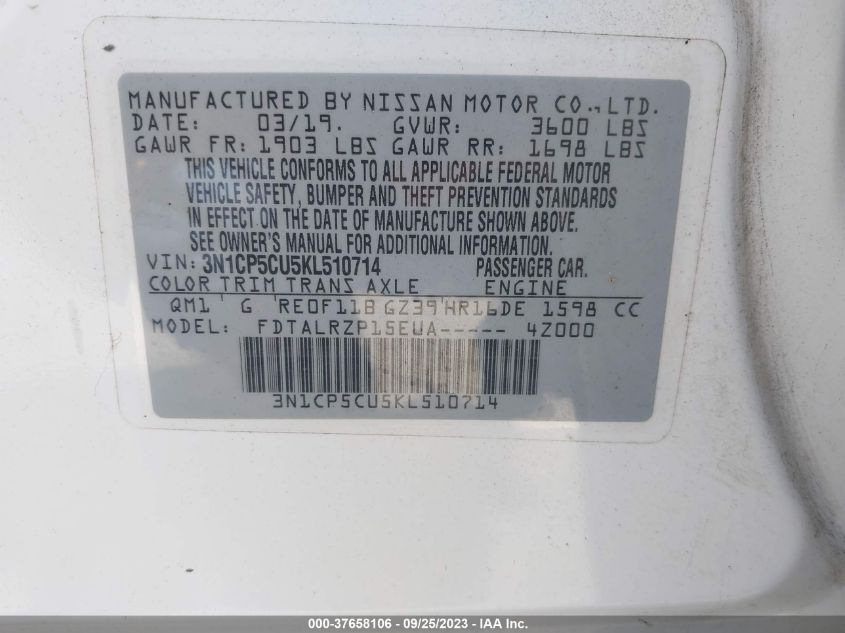 MANUFACTURED BY NISSAN MOTOR CO., LTD.
DATE: 03/19. GVWR: 3600 LBS
GAWR FR: 1903 LBS GAWR RR: 1698 LBS
THIS VEHICLE CONFORMS TO ALL APPLICABLE FEDERAL MOTOR
VEHICLE SAFETY, BUMPER AND THEFT PREVENTION STANDARDS
IN EFFECT ON THE DATE OF MANUFACTURE SHOWN ABOVE.
SEE OWNER'S MANUAL FOR ADDITIONAL INFORMATION.
VIN: 3N1CP5CU5KL510714 PASSENGER CAR.
COLOR TRIM TRANS AXLE ENGINE
QM1 G RE0F11B GZ39 HR16DE 1598 CC
MODEL: FDTALRZP15EUA----- 4Z000
3N1CP5CU5KL510714
000-37658106 - 09/25/2023 - IAA Inc.